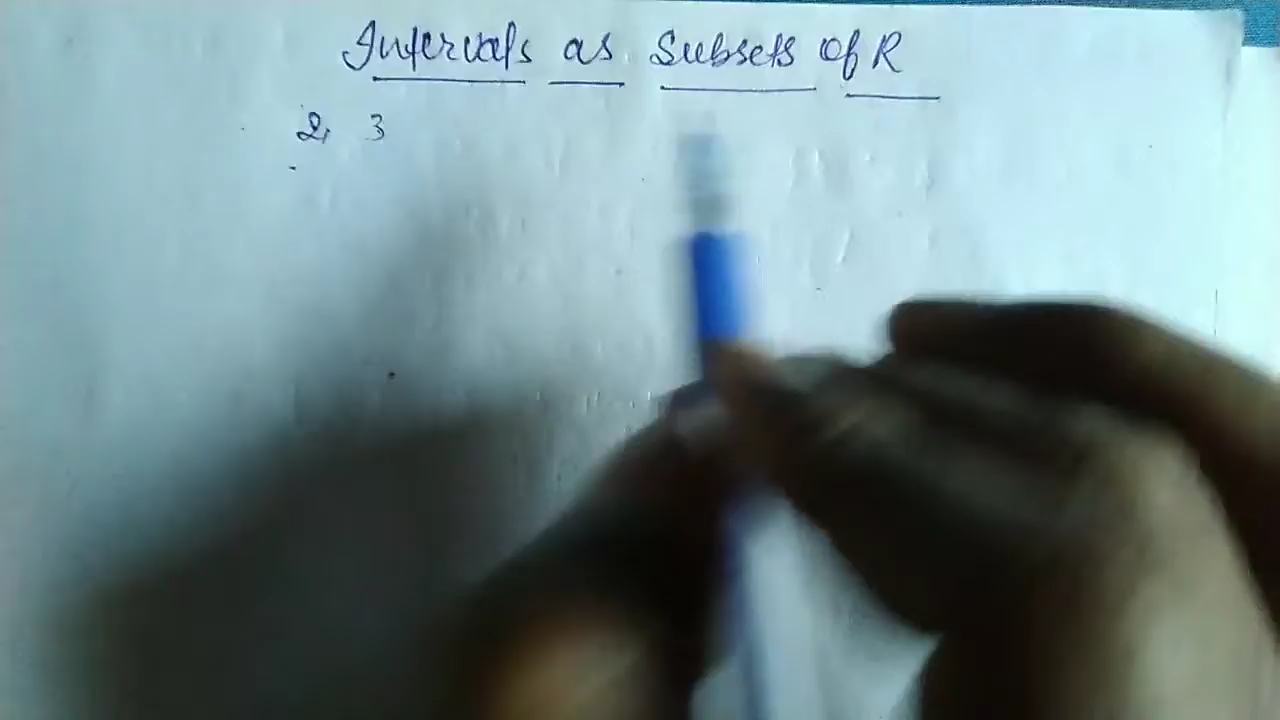 Intervals as Subsets of R
2, 3